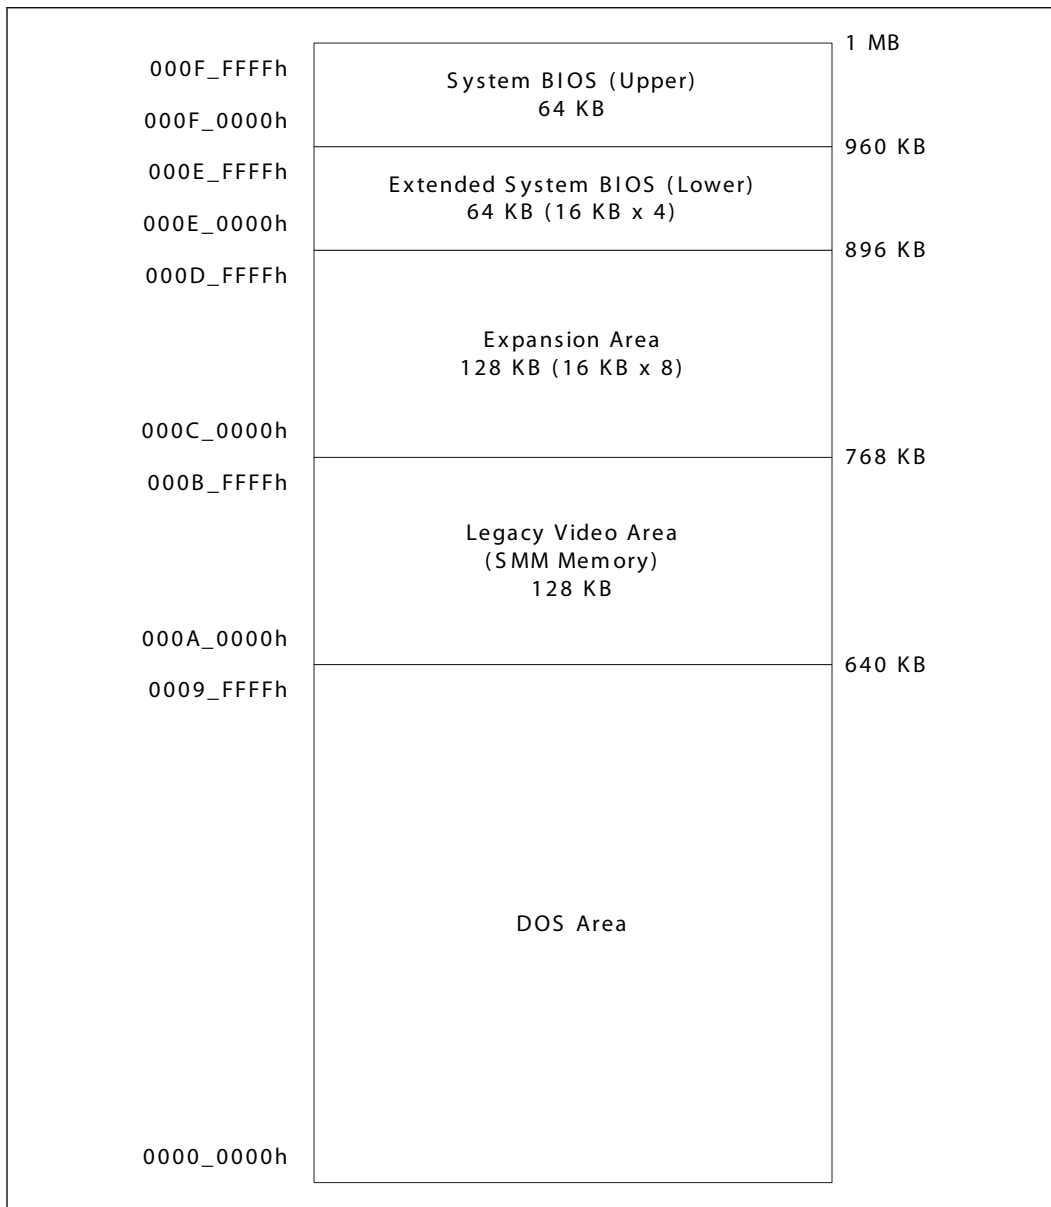 1 MB
000F_FFFFh
System BIOS (Upper)
64 KB
000F_0000h
960 KB
000E_FFFFh
Extended System BIOS (Lower)
64 KB (16 KB x 4)
000E_0000h
896 KB
000D_FFFFh
Expansion Area
128 KB (16 KB x 8)
000C_0000h
768 KB
000B_FFFFh
Legacy Video Area
(SMM Memory)
128 KB
000A_0000h
640 KB
0009_FFFFh
DOS Area
0000_0000h